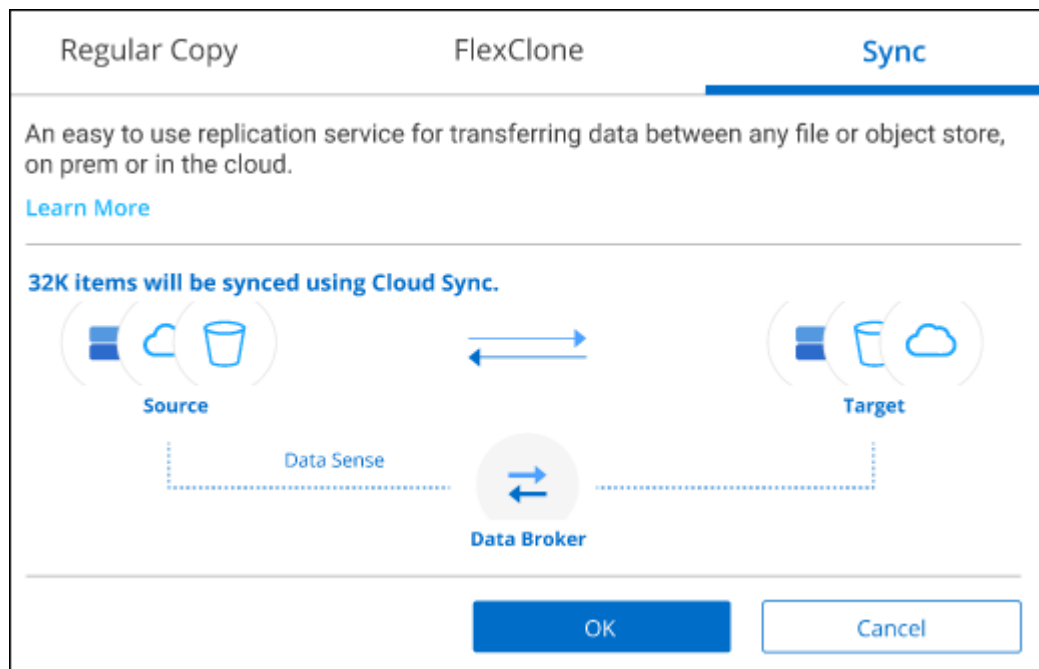 Regular Copy FlexClone Sync
An easy to use replication service for transferring data between any file or object store,
on prem or in the cloud.
Learn More
32K items will be synced using Cloud Sync.
Source Target
Data Sense
Data Broker
OK Cancel